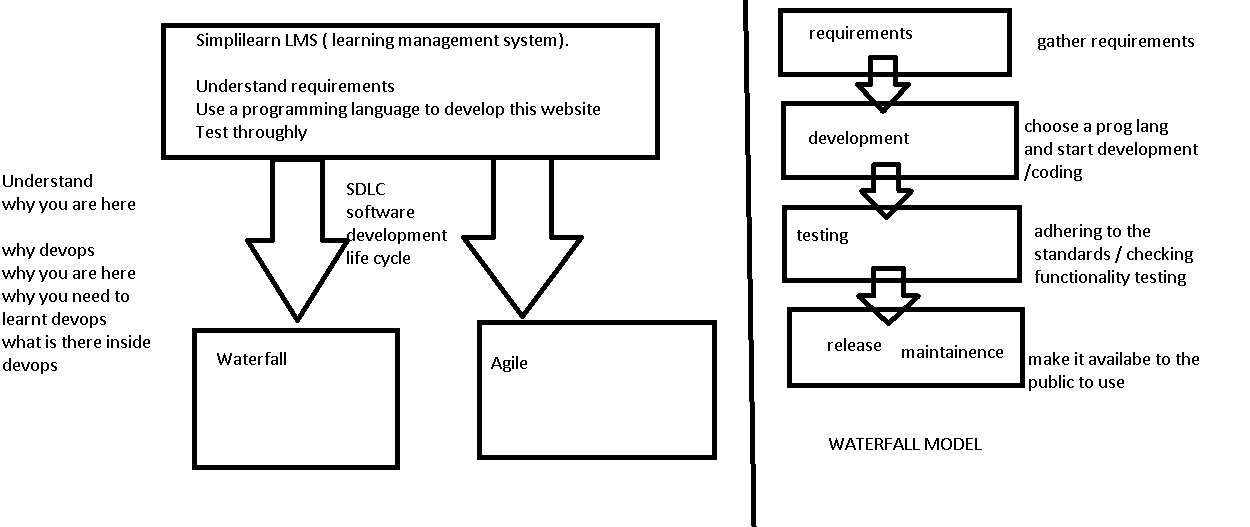 Simplilearn LMS ( learning management system).
Understand requirements
Use a programming language to develop this website
Test throughly
Understand
why you are here
why devops
why you are here
why you need to
learnt devops
what is there inside
devops
SDLC
software
development
life cycle
Waterfall
Agile
requirements
gather requirements
development
choose a prog lang
and start development
/coding
testing
adhering to the
standards / checking
functionality testing
release
maintainence
make it availabe to the
public to use
WATERFALL MODEL